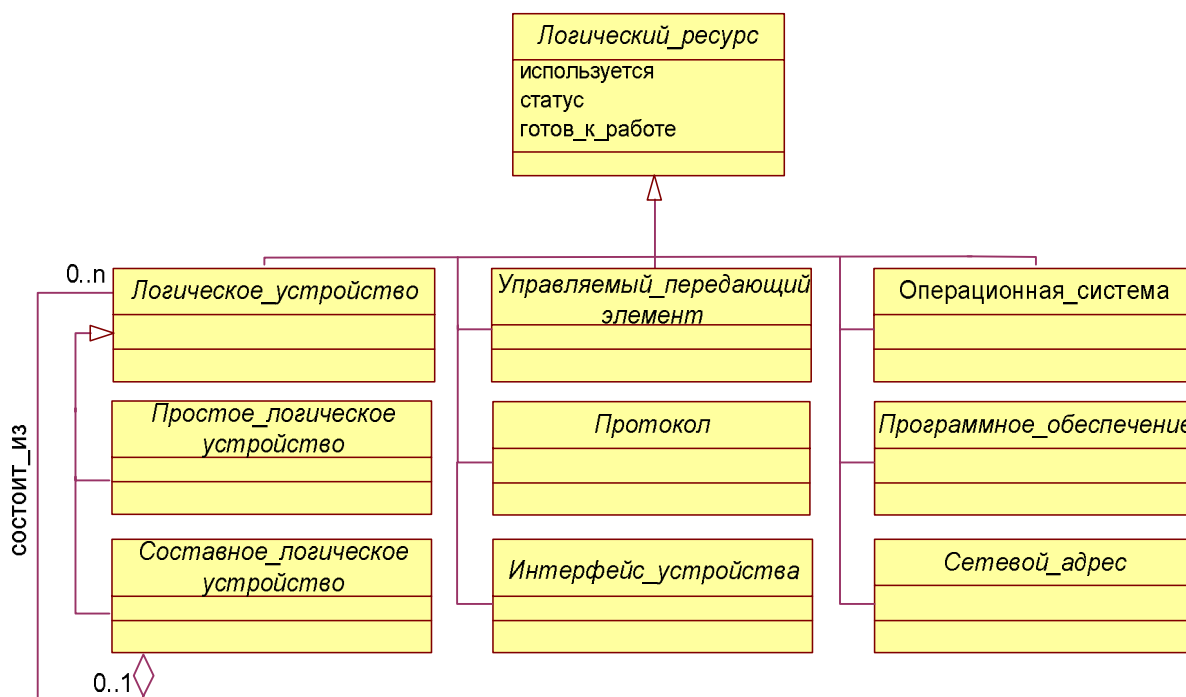 Логический_ресурс
используется
статус
готов_к_работе
0..n
Логическое_устройство
Управляемый_передающий
элемент
Операционная_система
Простое_логическое
устройство
Протокол
Программное_обеспечение
состоит_из
Составное_логическое
устройство
Интерфейс_устройства
Сетевой_адрес
0..1